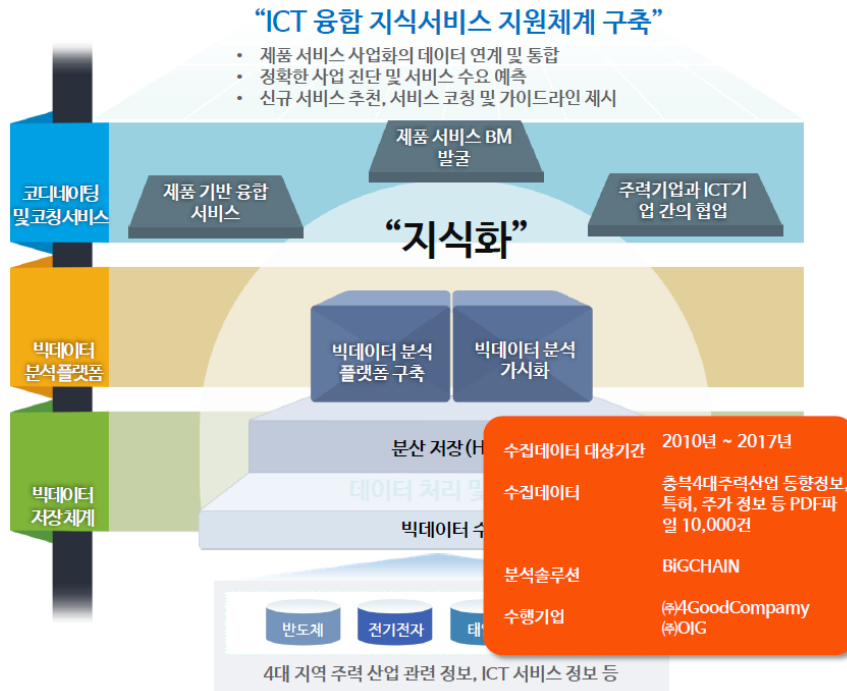 “ICT 융합 지식서비스 지원체계 구축”
• 제품 서비스 사업화의 데이터 연계 및 통합
• 정확한 사업 진단 및 서비스 수요 예측
• 신규 서비스 추천, 서비스 코칭 및 가이드라인 제시
코디네이팅
및 코칭서비스
제품 기반 융합
서비스
제품 서비스 BM
발굴
주력기업과 ICT기
업 간의 협업
“지식화”
빅데이터
분석플랫폼
빅데이터 분석
플랫폼 구축
빅데이터 분석
가시화
빅데이터
저장 체계
분산 저장(H
데이터 처리 및
빅데이터 수
수집데이터 대상기간
2010년 ~ 2017년
수집데이터
충북4대주력산업 동향정보,
특허, 주가 정보 등 PDF파
일 10,000건
분석솔루션
BiGCHAIN
수행기업
㈜4GoodCompamy
㈜OIG
반도체
전기전자
4대 지역 주력 산업 관련 정보, ICT 서비스 정보 등